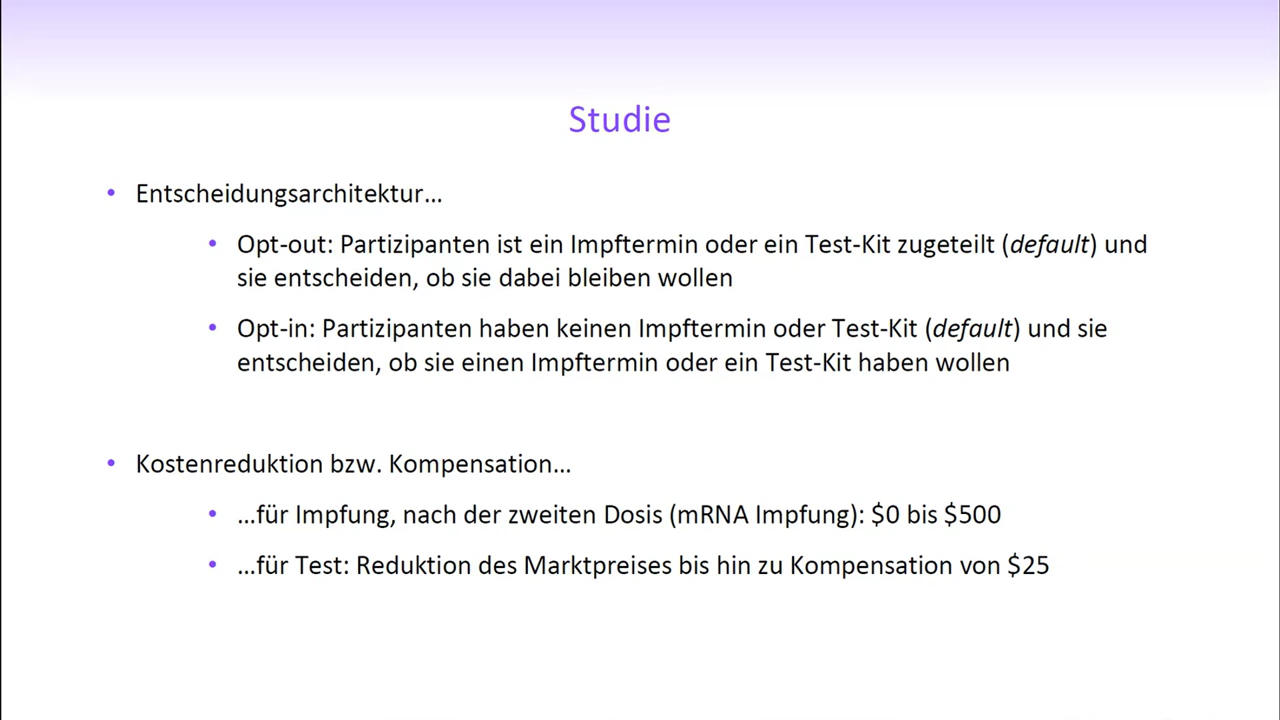 Studie
• Entscheidungsarchitektur…
• Opt-out: Partizipanten ist ein Impftermin oder ein Test-Kit zugeteilt (default) und
sie entscheiden, ob sie dabei bleiben wollen
• Opt-in: Partizipanten haben keinen Impftermin oder Test-Kit (default) und sie
entscheiden, ob sie einen Impftermin oder ein Test-Kit haben wollen
• Kostenreduktion bzw. Kompensation…
• …für Impfung, nach der zweiten Dosis (mRNA Impfung): $0 bis $500
• …für Test: Reduktion des Marktpreises bis hin zu Kompensation von $25